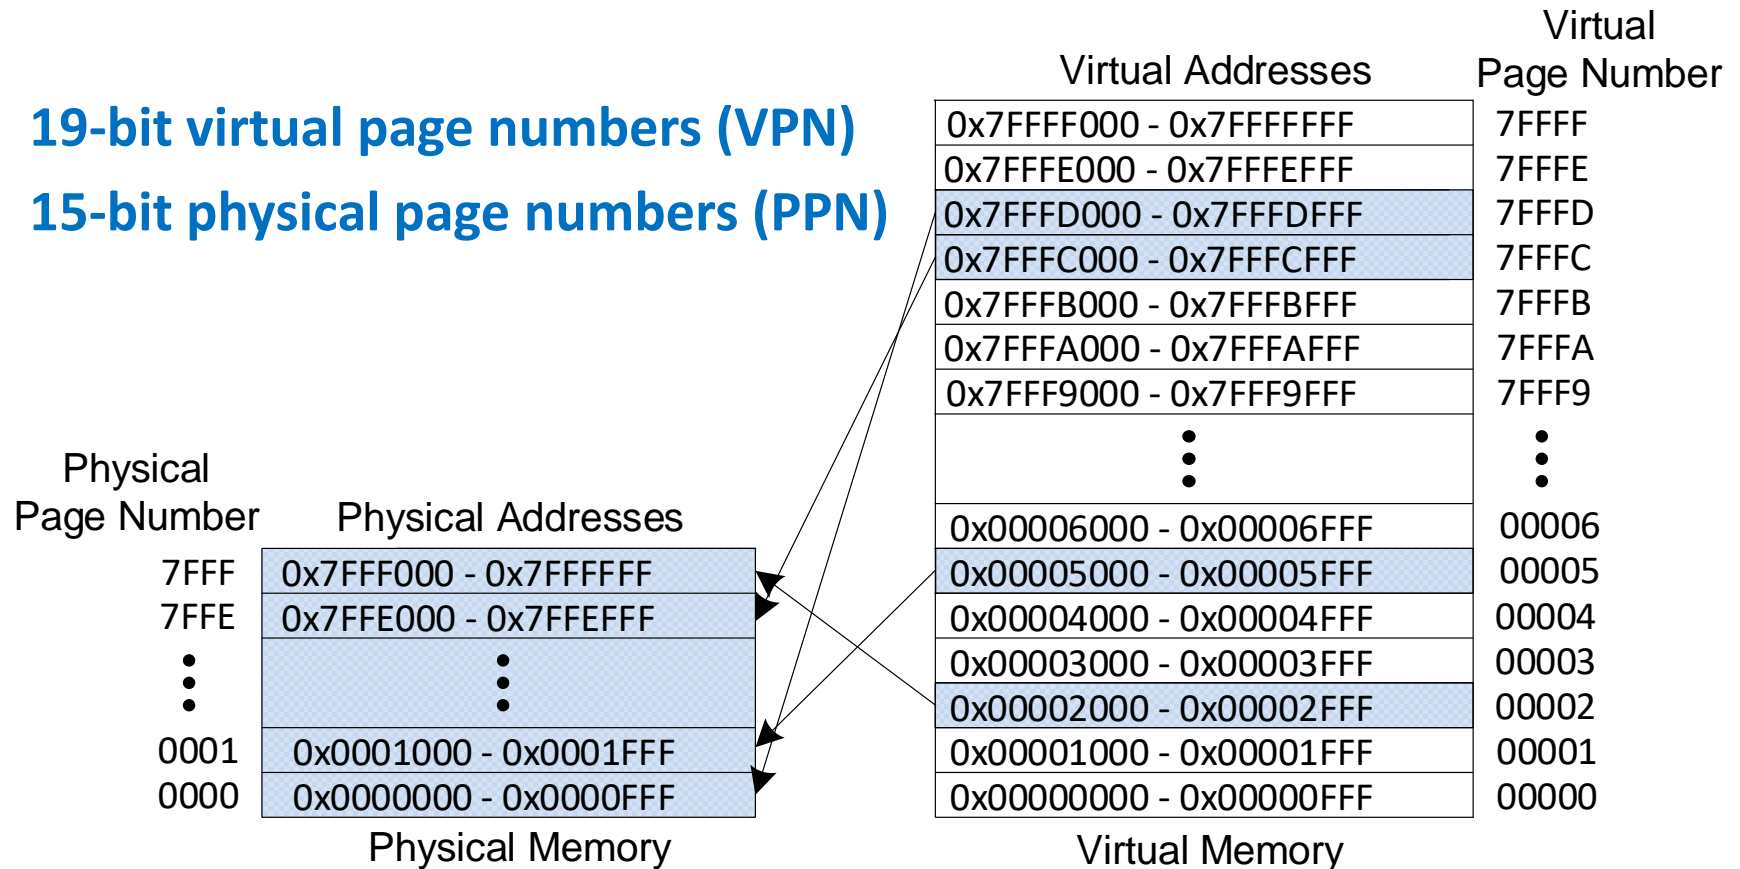 19-bit virtual page numbers (VPN)
15-bit physical page numbers (PPN)
Physical
Page Number
Physical Addresses
7FFF 0x7FFF000 - 0x7FFFFFF
7FFE 0x7FFE000 - 0x7FFEFFF
0001 0x0001000 - 0x0001FFF
0000 0x0000000 - 0x0000FFF
Physical Memory
Virtual Addresses
Virtual
Page Number
0x7FFFF000 - 0x7FFFFFFF 7FFFF
0x7FFFE000 - 0x7FFFEFFF 7FFFE
0x7FFFD000 - 0x7FFFDFFF 7FFFD
0x7FFFC000 - 0x7FFFCFFF 7FFFC
0x7FFFB000 - 0x7FFFBFFF 7FFFB
0x7FFFA000 - 0x7FFFAFFF 7FFFA
0x7FFF9000 - 0x7FFF9FFF 7FFF9
0x00006000 - 0x00006FFF 00006
0x00005000 - 0x00005FFF 00005
0x00004000 - 0x00004FFF 00004
0x00003000 - 0x00003FFF 00003
0x00002000 - 0x00002FFF 00002
0x00001000 - 0x00001FFF 00001
0x00000000 - 0x00000FFF 00000
Virtual Memory